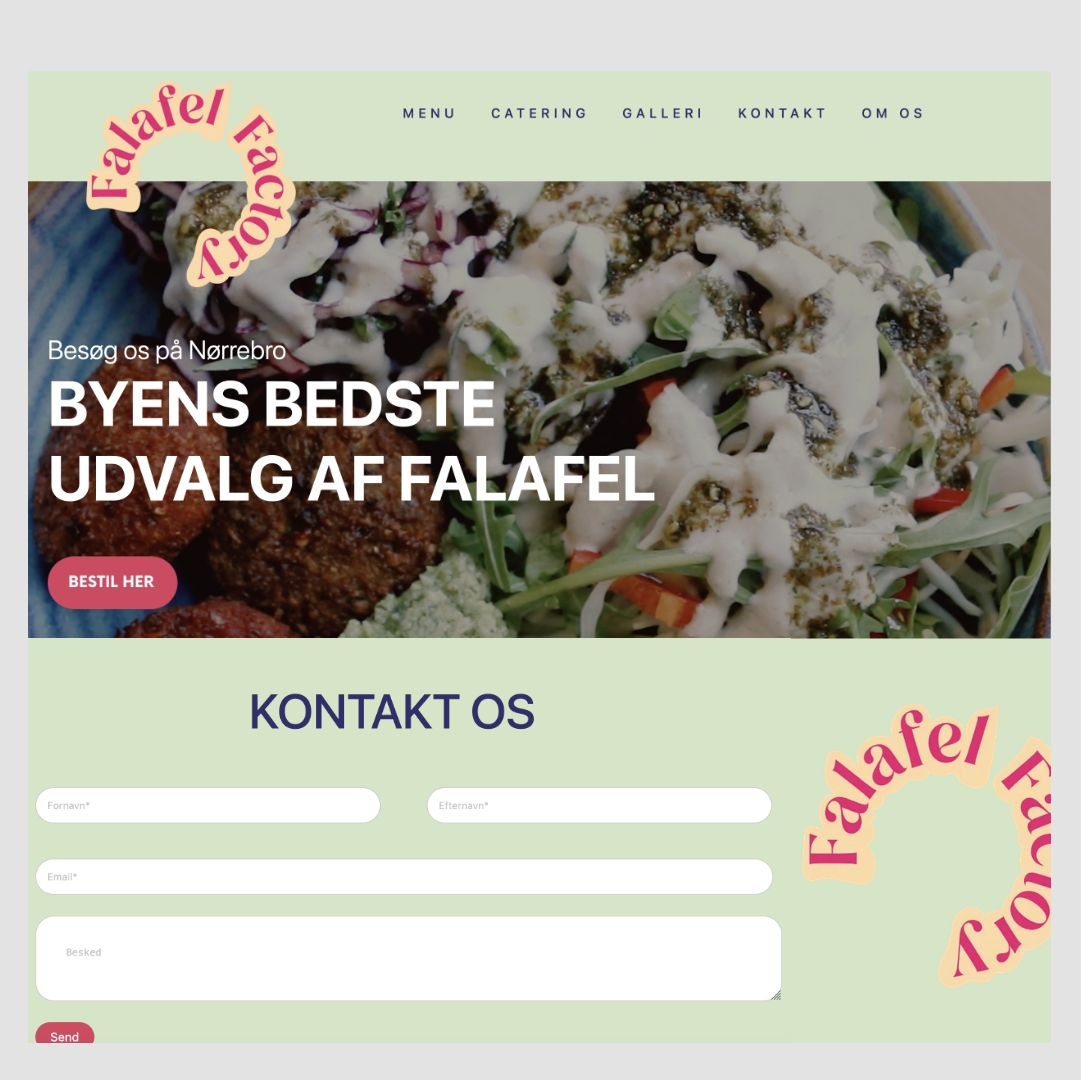 Falafel Factory
MENU CATERING GALLERI KONTAKT OM OS
Besøg os på Nørrebro
BYENS BEDSTE
UDVALG AF FALAFEL
BESTIL HER
KONTAKT OS
Falafel Factory
Fornavn* Efternavn*
Email*
Besked
Send